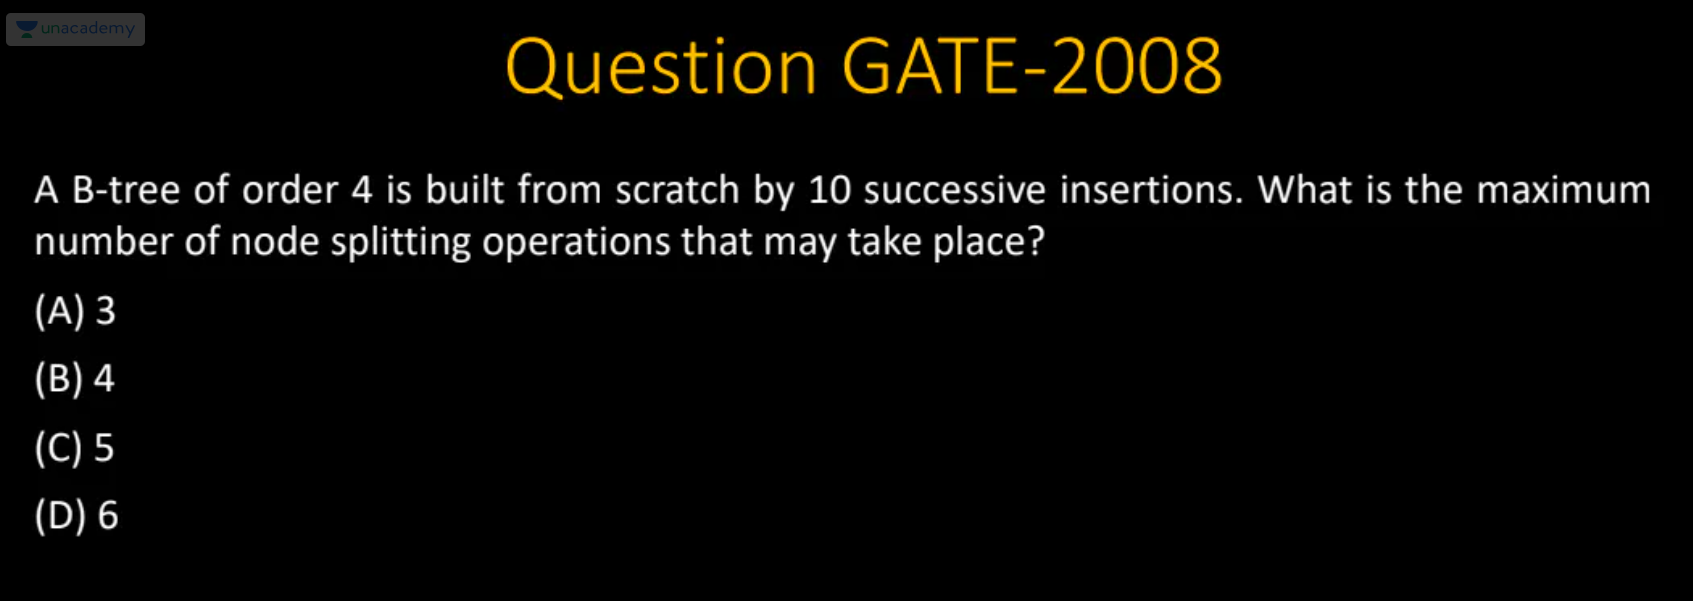 unacademy
Question GATE-2008
A B-tree of order 4 is built from scratch by 10 successive insertions. What is the maximum
number of node splitting operations that may take place?
(A) 3
(B) 4
(C) 5
(D) 6